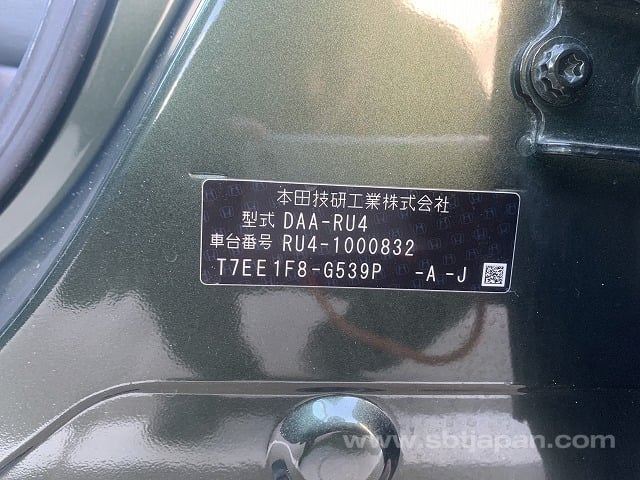 本田技研工業株式会社
型式 DAA-RU4
車台番号 RU4-1000832
T7EE1F8-G539P -A-J
www.sbtjapan.com